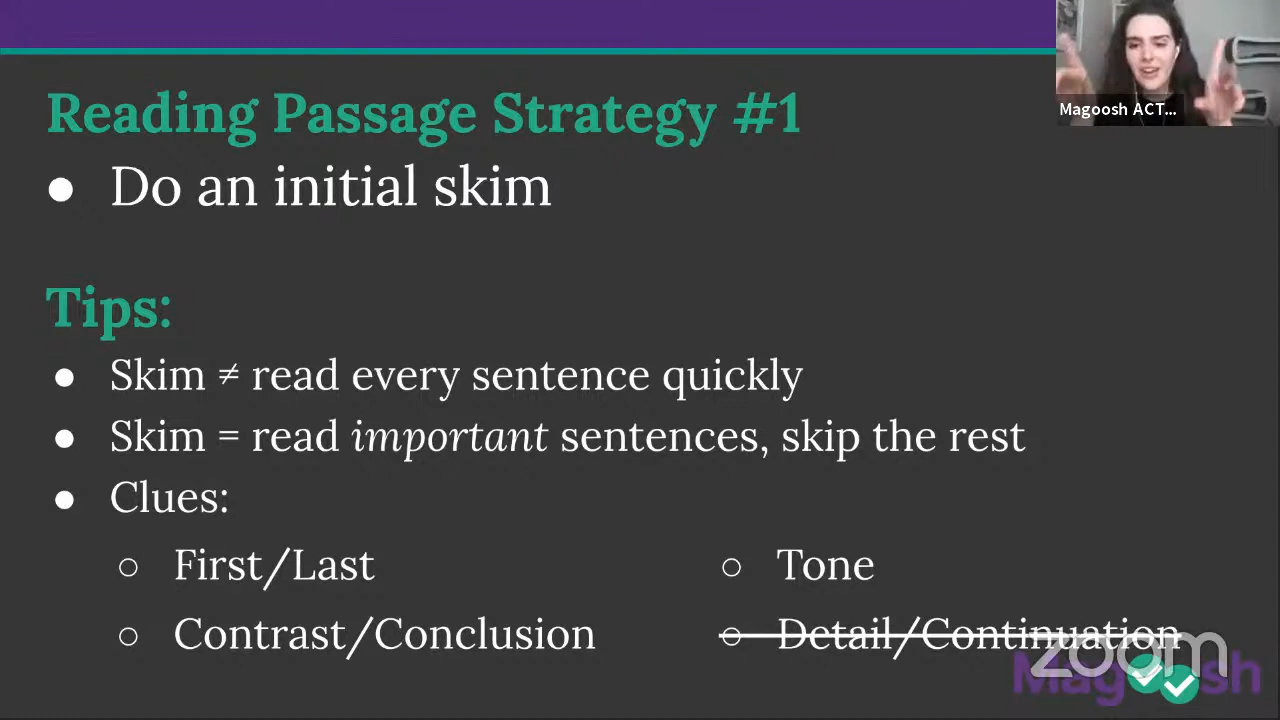 Magoosh ACT...
Reading Passage Strategy #1
● Do an initial skim
Tips:
● Skim ≠ read every sentence quickly
● Skim = read important sentences, skip the rest
● Clues:
○ First/Last
○ Tone
○ Contrast/Conclusion
○ Detail/Continuation
zoom
Magoosh